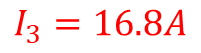 I₃ = 16.8A